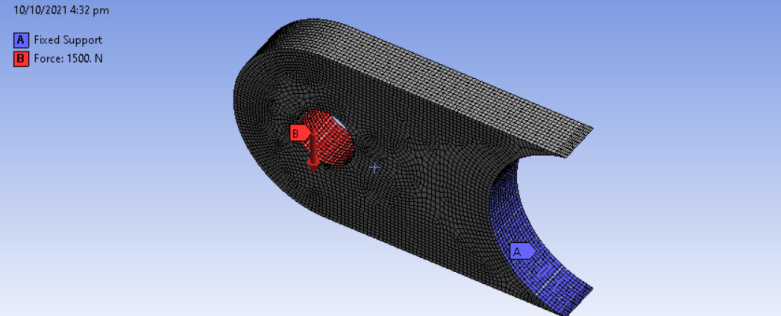 10/10/2021 4:32 pm
A Fixed Support
B Force: 1500. N
B
A